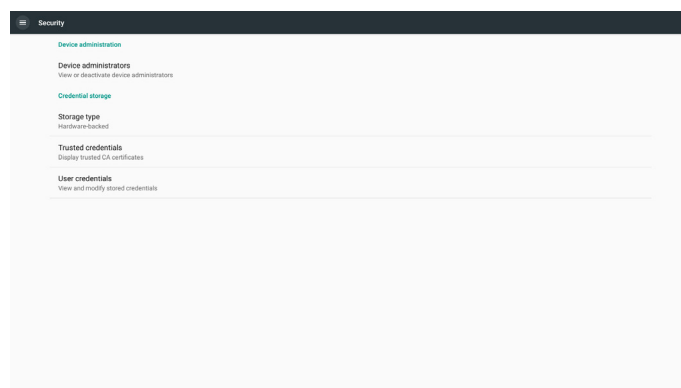 Security
Device administration
Device administrators
View or deactivate device administrators
Credential storage
Storage type
Hardware-backed
Trusted credentials
Display trusted CA certificates
User credentials
View and modify stored credentials